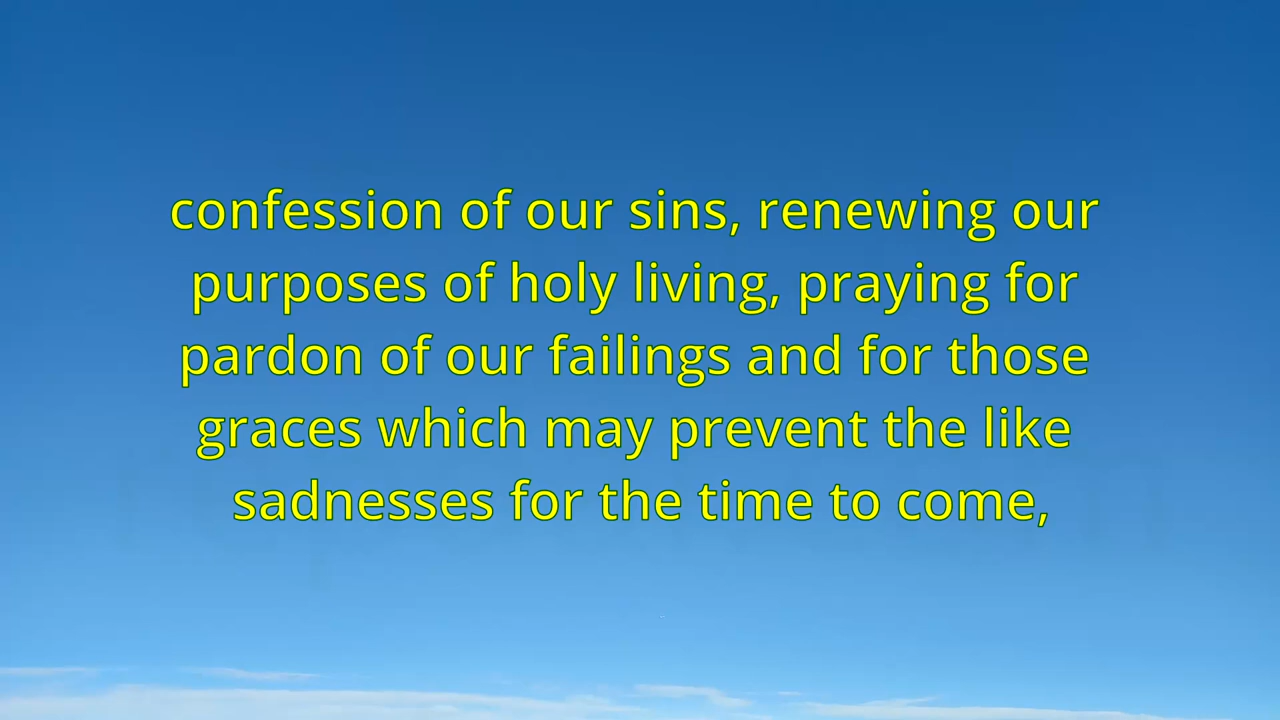 confession of our sins, renewing our
purposes of holy living, praying for
pardon of our failings and for those
graces which may prevent the like
sadnesses for the time to come,